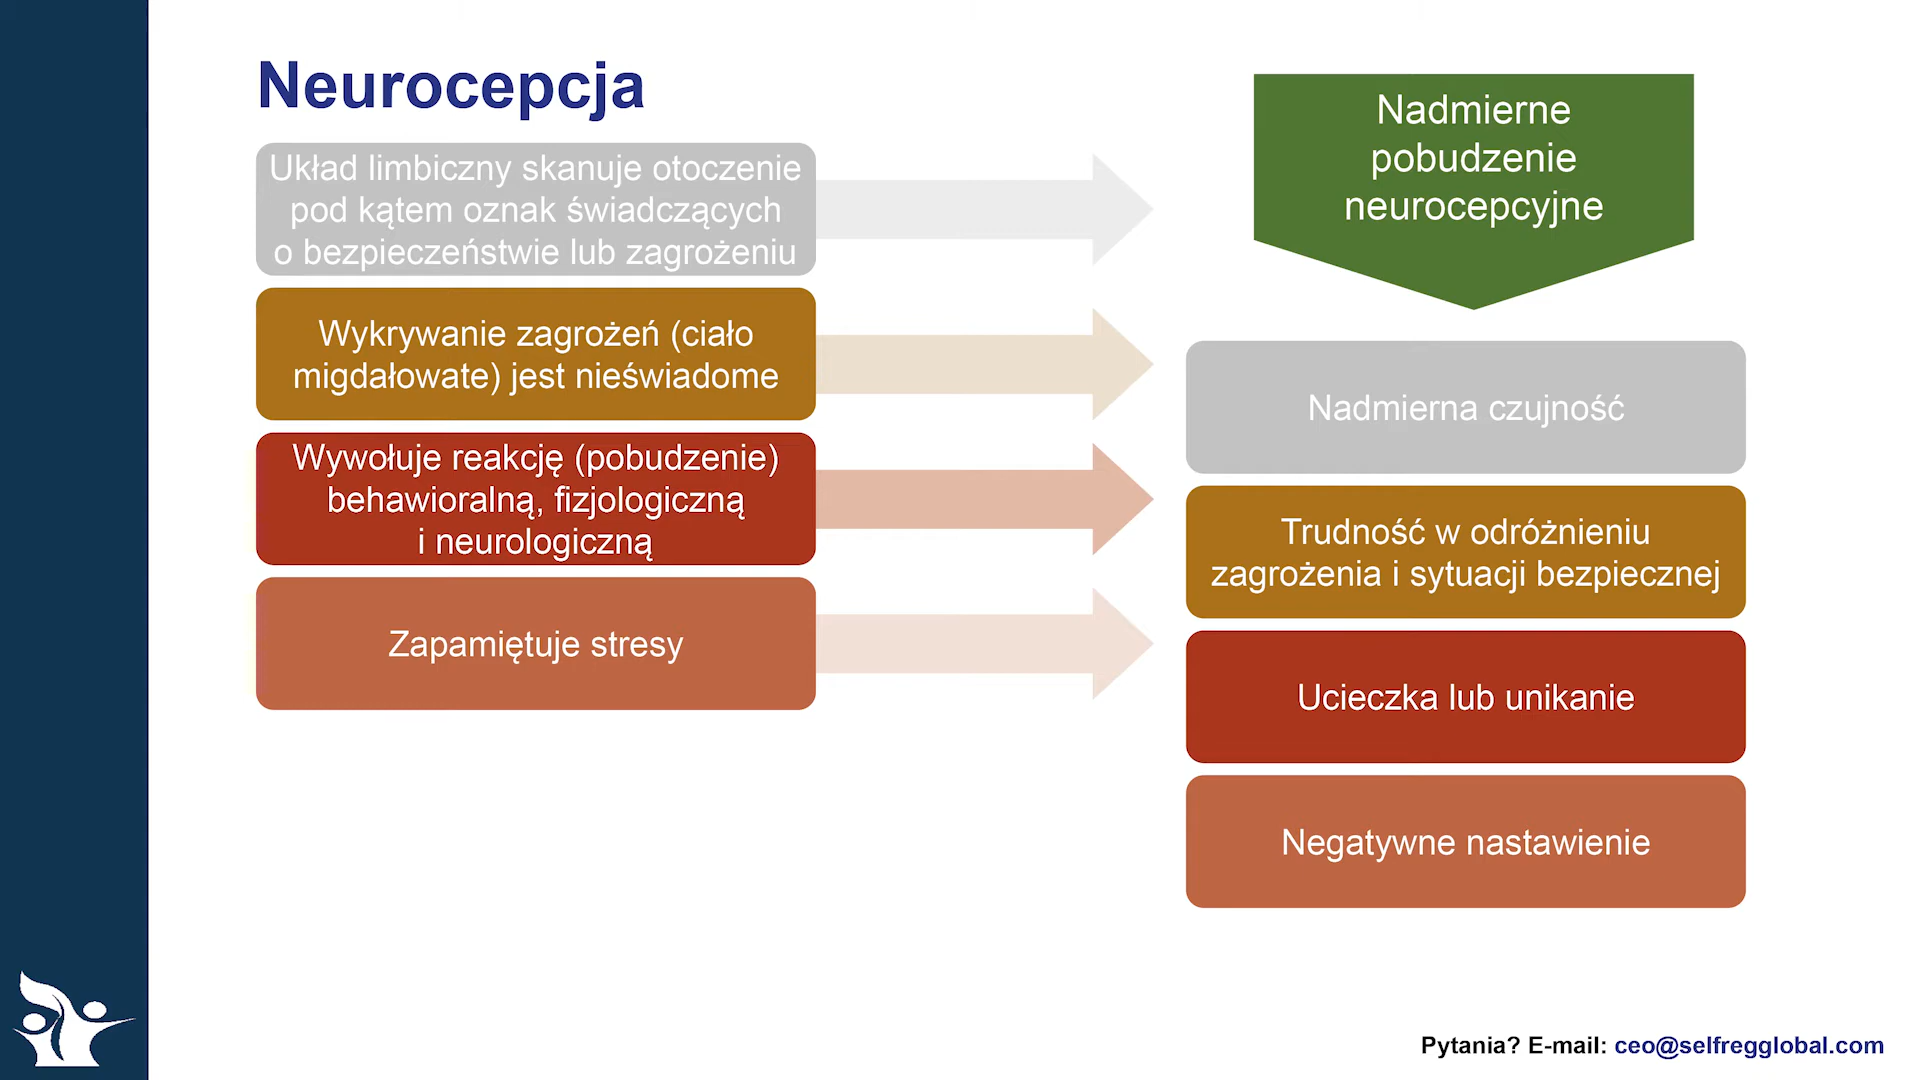 Neurocepcja
Układ limbiczny skanuje otoczenie
pod kątem oznak świadczących
o bezpieczeństwie lub zagrożeniu
Wykrywanie zagrożeń (ciało
migdałowate) jest nieświadome
Wywołuje reakcję (pobudzenie)
behawioralną, fizjologiczną
i neurologiczną
Zapamiętuje stresy
Nadmierne
pobudzenie
neurocepcyjne
Nadmierna czujność
Trudność w odróżnieniu
zagrożenia i sytuacji bezpiecznej
Ucieczka lub unikanie
Negatywne nastawienie
Pytania? E-mail: ceo@selfregglobal.com